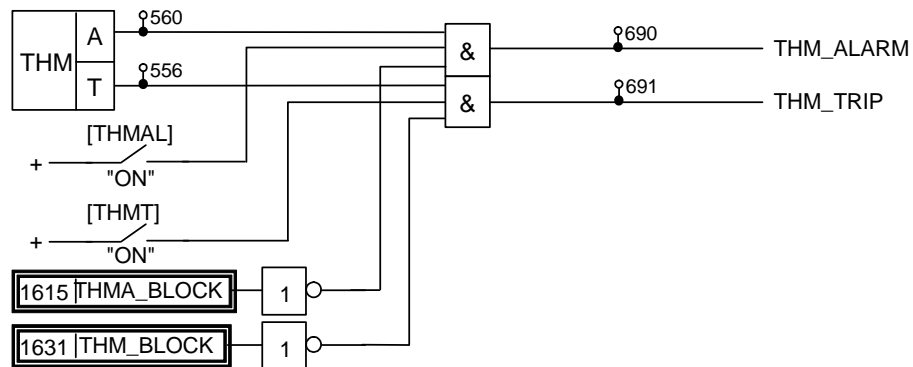 560
A
690
THM
&
THM_ALARM
556
T
691
&
THM_TRIP
[THMAL]
+
"ON"
[THMT]
+
"ON"
1615 THMA_BLOCK
1
1631 THM_BLOCK
1